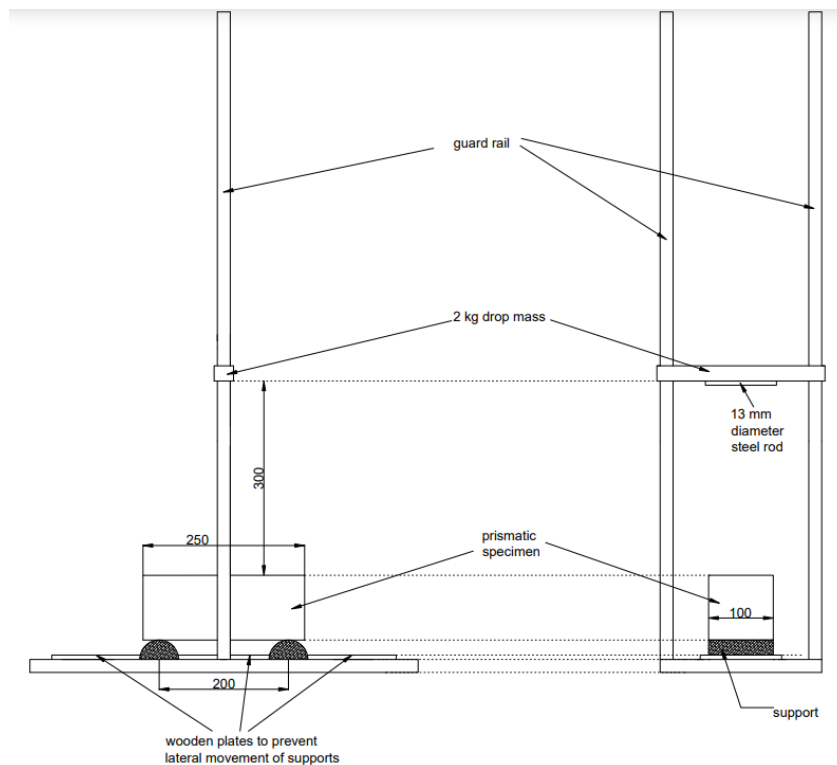 guard rail
2 kg drop mass
13 mm
diameter
steel rod
300
250
prismatic
specimen
100
200
support
wooden plates to prevent
lateral movement of supports